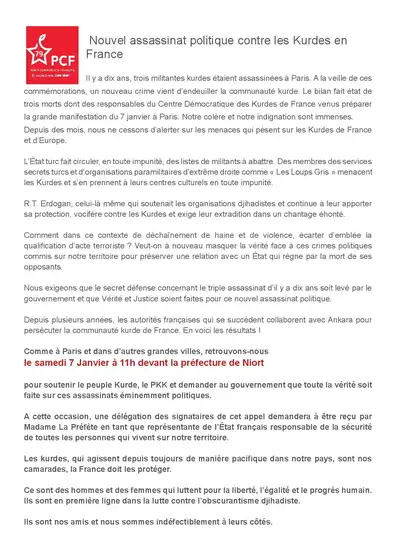 79
PCF
Nouvel assassinat politique contre les Kurdes en
France
Il y a dix ans, trois militantes kurdes étaient assassinées à Paris. A la veille de ces
commémorations, un nouveau crime vient d'endeuiller la communauté kurde. Le bilan fait état de
trois morts dont des responsables du Centre Démocratique des Kurdes de France venus préparer
la grande manifestation du 7 janvier à Paris. Notre colère et notre indignation sont immenses.
Depuis des mois, nous ne cessons d'alerter sur les menaces qui pèsent sur les Kurdes de France
et d'Europe.
L'État turc fait circuler, en toute impunité, des listes de militants à abattre. Des membres des services
secrets turcs et d'organisations paramilitaires d'extrême droite comme « Les Loups Gris » menacent
les Kurdes et s'en prennent à leurs centres culturels en toute impunité.
R.T. Erdogan, celui-là même qui soutenait les organisations djihadistes et continue à leur apporter
sa protection, vocifère contre les Kurdes et exige leur extradition dans un chantage éhonté.
Comment dans ce contexte de déchaînement de haine et de violence, écarter d'emblée la
qualification d'acte terroriste ? Veut-on à nouveau masquer la vérité face à ces crimes politiques
commis sur notre territoire pour préserver une relation avec un État qui règne par la mort de ses
opposants.
Nous exigeons que le secret défense concernant le triple assassinat d'il y a dix ans soit levé par le
gouvernement et que Vérité et Justice soient faites pour ce nouvel assassinat politique.
Depuis plusieurs années, les autorités françaises qui se succèdent collaborent avec Ankara pour
persécuter la communauté kurde de France. En voici les résultats !
Comme à Paris et dans d'autres grandes villes, retrouvons-nous
le samedi 7 Janvier à 11h devant la préfecture de Niort
pour soutenir le peuple Kurde, le PKK et demander au gouvernement que toute la vérité soit
faite sur ces assassinats éminemment politiques.
A cette occasion, une délégation des signataires de cet appel demandera à être reçu par
Madame La Préfète en tant que représentante de l'État français responsable de la sécurité
de toutes les personnes qui vivent sur notre territoire.
Les kurdes, qui agissent depuis toujours de manière pacifique dans notre pays, sont nos
camarades, la France doit les protéger.
Ce sont des hommes et des femmes qui luttent pour la liberté, l'égalité et le progrès humain.
Ils sont en première ligne dans la lutte contre l'obscurantisme djihadiste.
Ils sont nos amis et nous sommes indéfectiblement à leurs côtés.